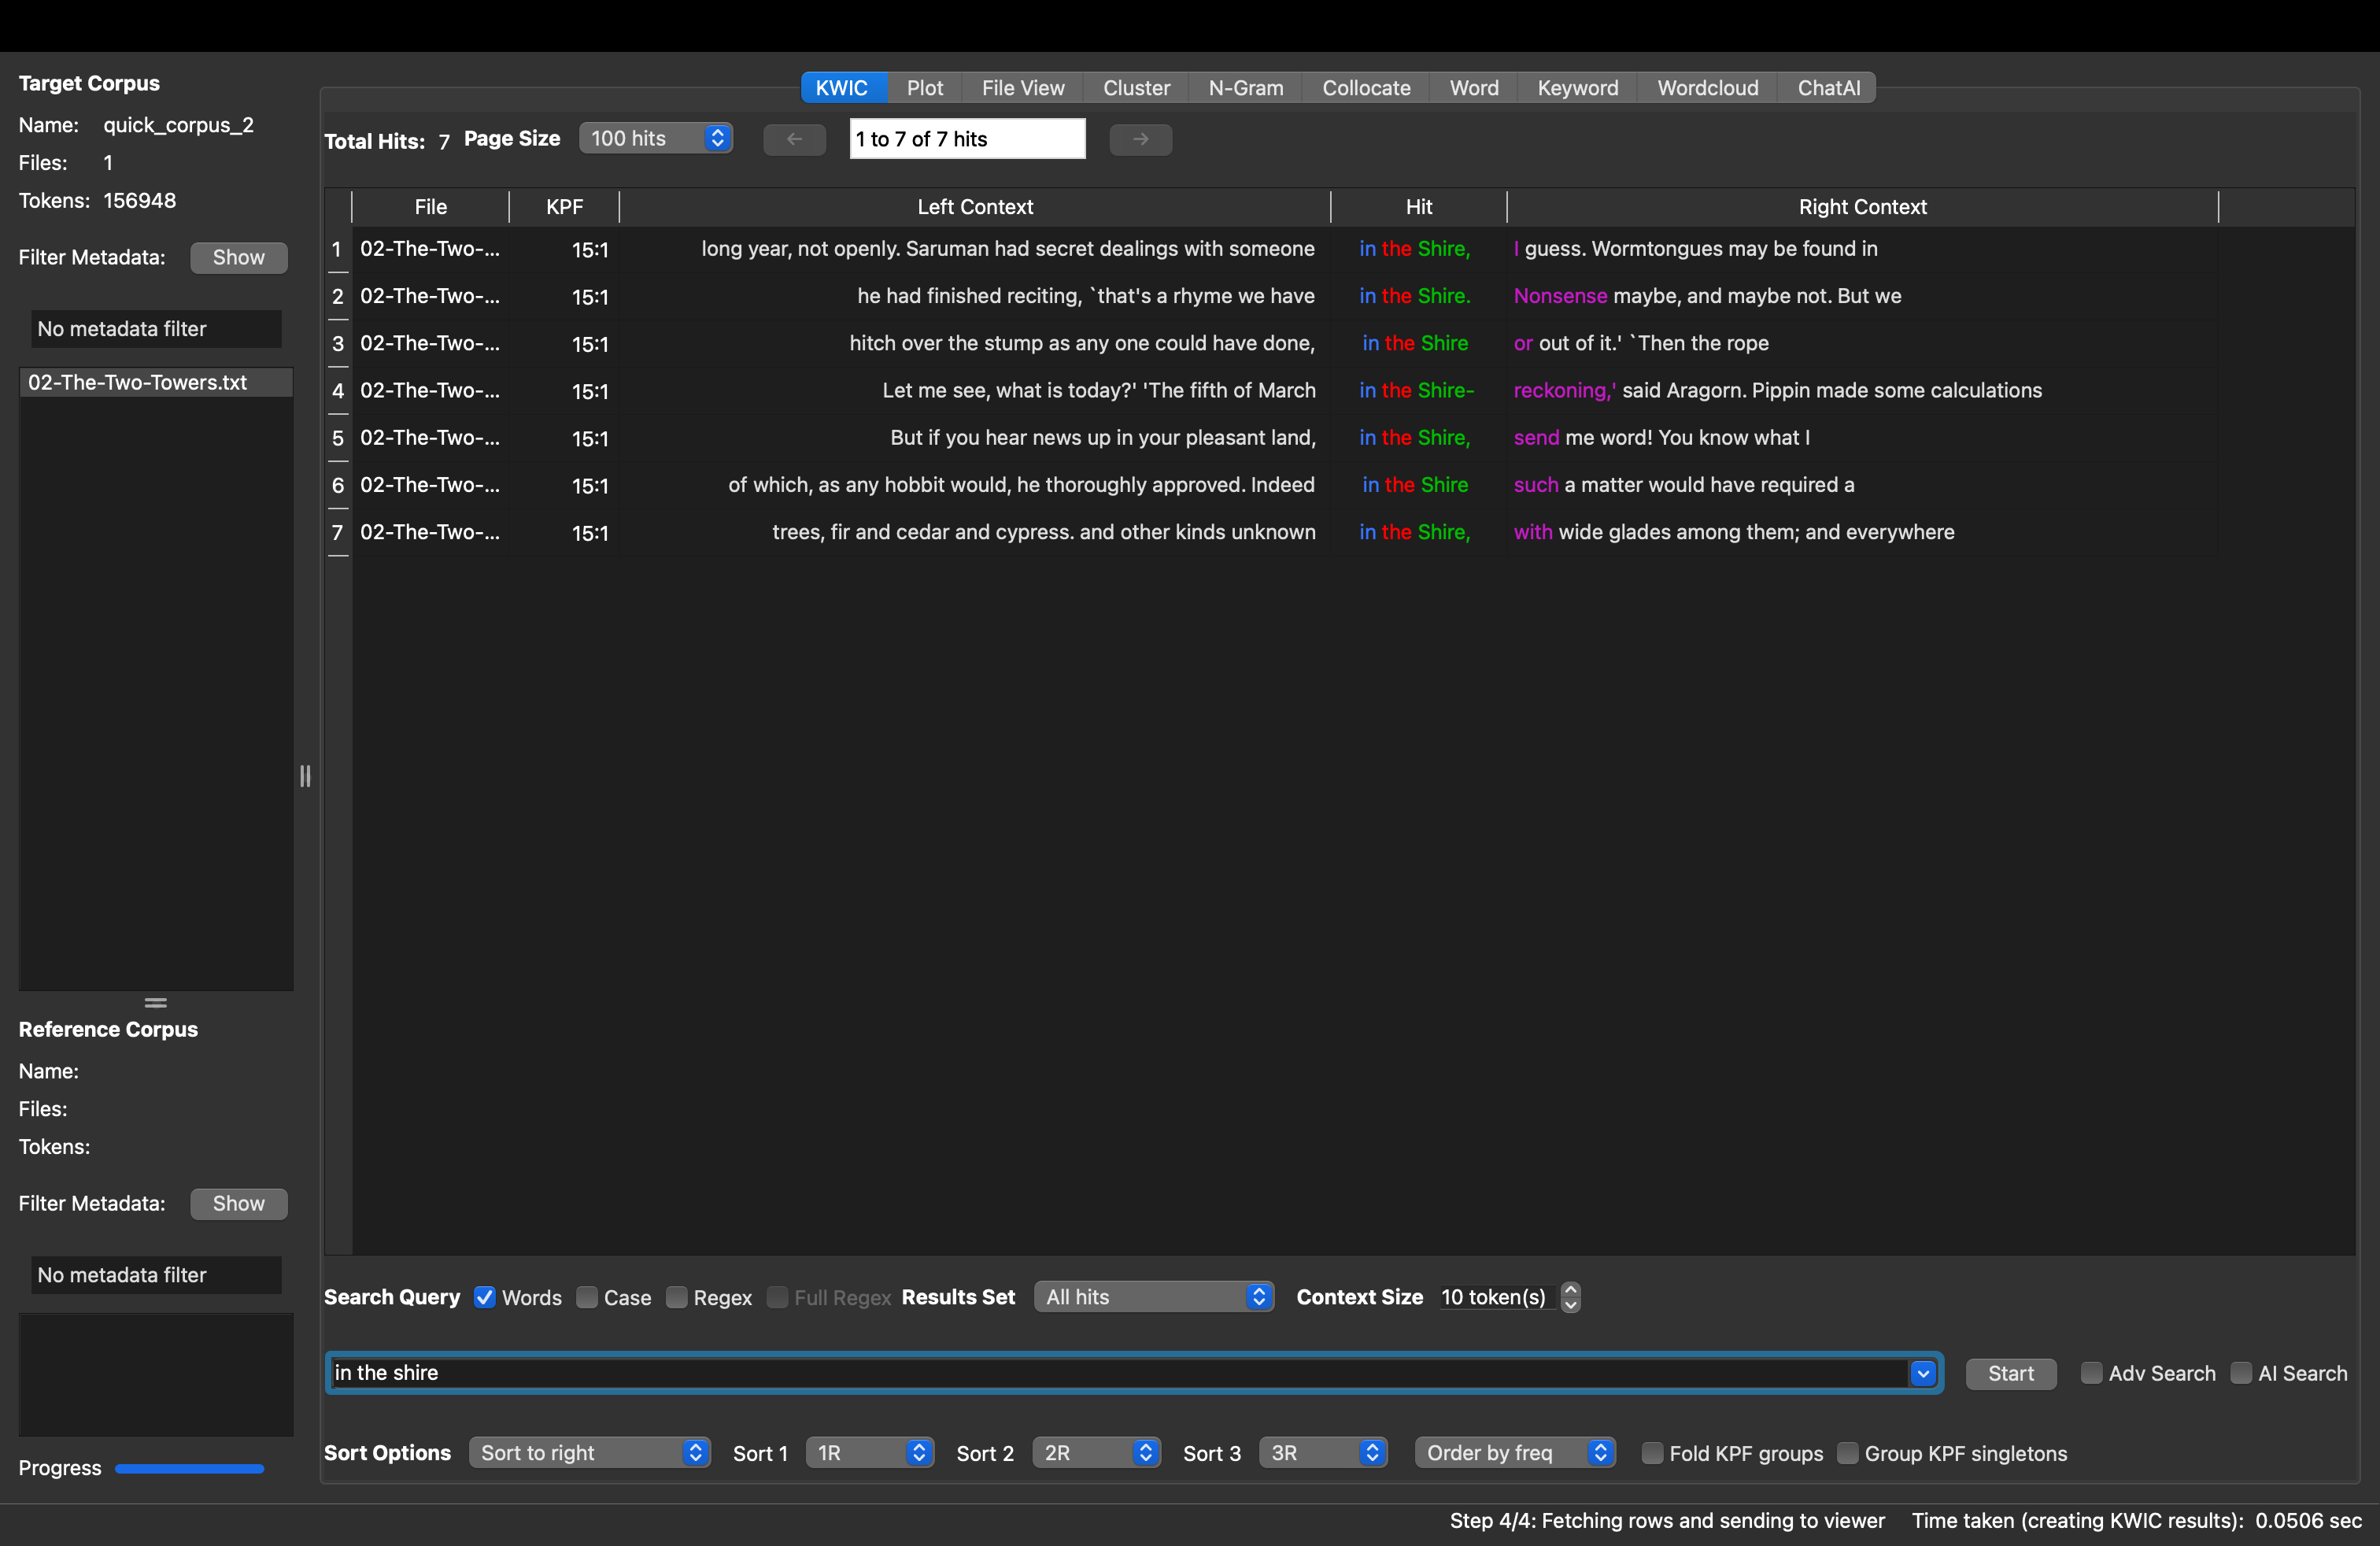 Target Corpus
Name: quick_corpus_2
Files: 1
Tokens: 156948
Filter Metadata: Show
No metadata filter
02-The-Two-Towers.txt
Reference Corpus
Name:
Files:
Tokens:
Filter Metadata: Show
No metadata filter
Progress
KWIC Plot File View Cluster N-Gram Collocate Word Keyword Wordcloud ChatAI
Total Hits: 7 Page Size 100 hits ← 1 to 7 of 7 hits →
File KPF Left Context Hit Right Context
1 02-The-Two-... 15:1 long year, not openly. Saruman had secret dealings with someone in the Shire, I guess. Wormtongues may be found in
2 02-The-Two-... 15:1 he had finished reciting, `that's a rhyme we have in the Shire. Nonsense maybe, and maybe not. But we
3 02-The-Two-... 15:1 hitch over the stump as any one could have done, in the Shire or out of it.' `Then the rope
4 02-The-Two-... 15:1 Let me see, what is today?' 'The fifth of March in the Shire- reckoning,' said Aragorn. Pippin made some calculations
5 02-The-Two-... 15:1 But if you hear news up in your pleasant land, in the Shire, send me word! You know what I
6 02-The-Two-... 15:1 of which, as any hobbit would, he thoroughly approved. Indeed in the Shire such a matter would have required a
7 02-The-Two-... 15:1 trees, fir and cedar and cypress. and other kinds unknown in the Shire, with wide glades among them; and everywhere
Search Query Words Case Regex Full Regex Results Set All hits Context Size 10 token(s)
in the shire Start Adv Search AI Search
Sort Options Sort to right Sort 1 1R Sort 2 2R Sort 3 3R Order by freq Fold KPF groups Group KPF singletons
Step 4/4: Fetching rows and sending to viewer Time taken (creating KWIC results): 0.0506 sec